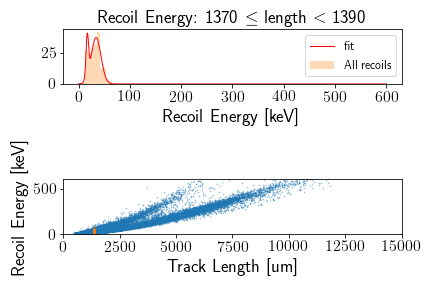 Recoil Energy: 1370 ≤ length < 1390
25
0
fit
All recoils
0 100 200 300 400 500 600
Recoil Energy [keV]
Recoil Energy [keV]
500
0
0 2500 5000 7500 10000 12500 15000
Track Length [um]